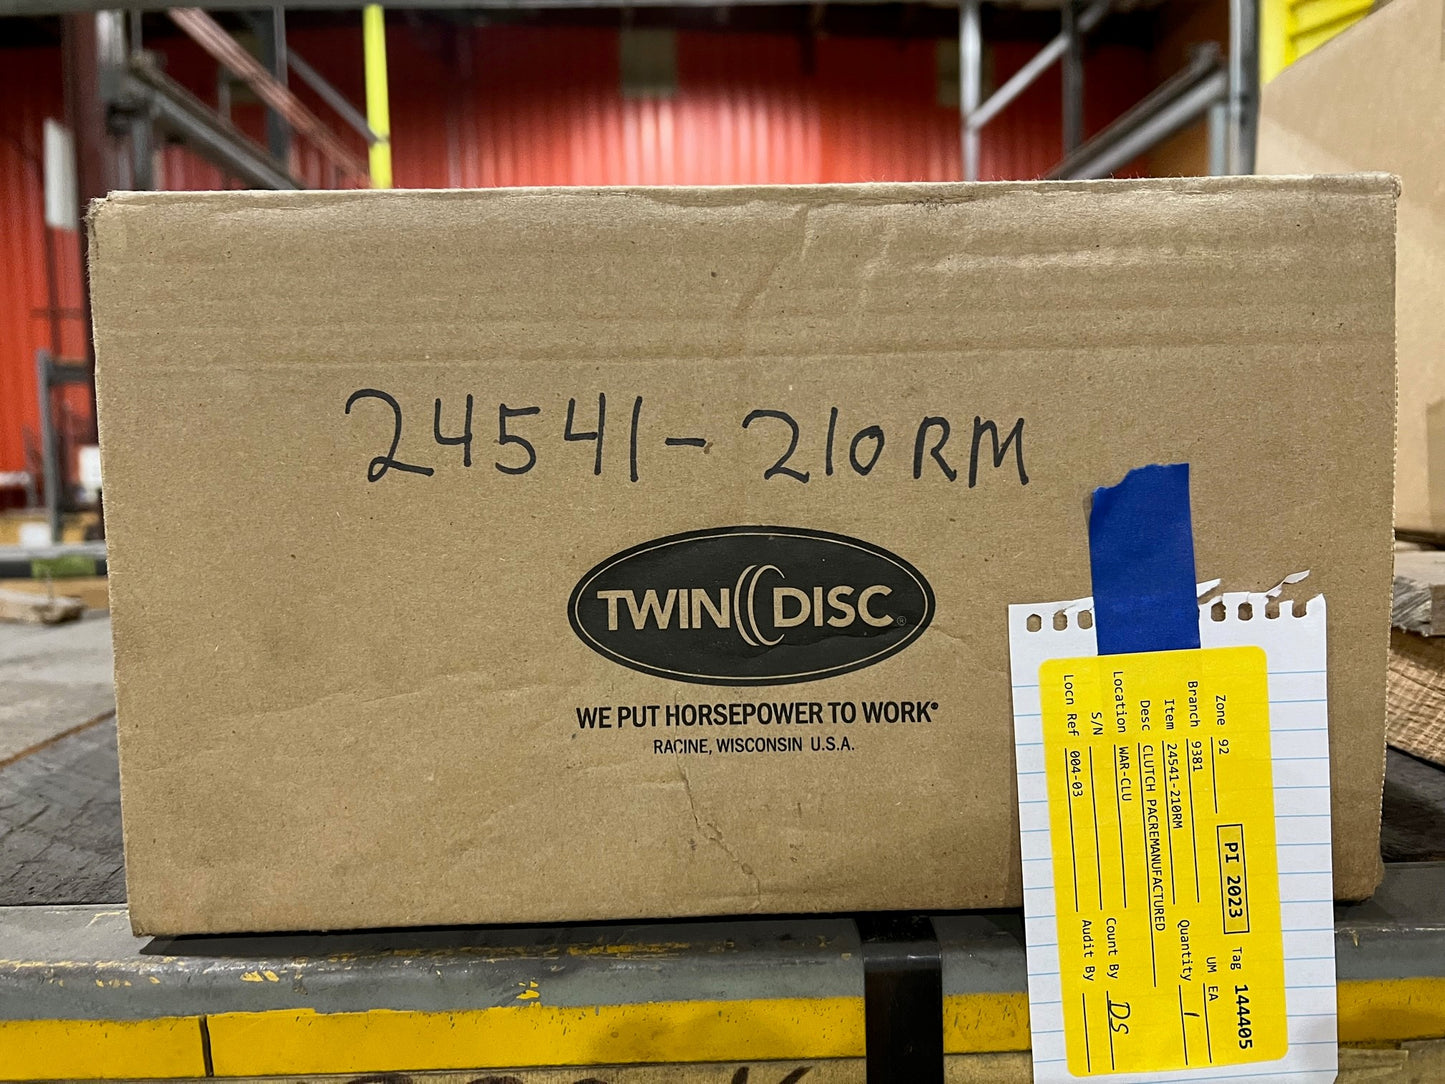 24541-210RM
TWIN DISC®
WE PUT HORSEPOWER TO WORK®
RACINE, WISCONSIN U.S.A.
Zone 92 PI 2023 Tag 144405
Branch 9381 UM EA
Item 24541-210RM Quantity 1
Desc CLUTCH PACREMANUFACTURED
Location WAR-CLU Count By DS
S/N
Locn Ref 004-03 Audit By